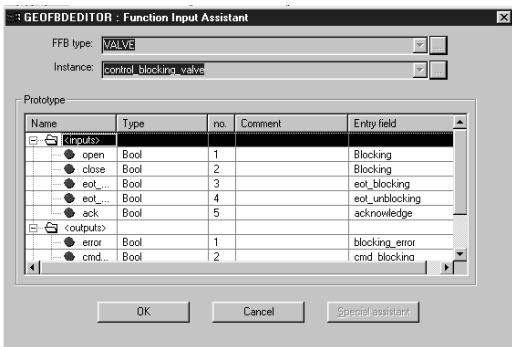 GEOFBDEDITOR : Function Input Assistant
FFB type: VALVE ...
Instance: control_blocking_valve ...
Prototype
Name Type no. Comment Entry field
<inputs>
open Bool 1 Blocking
close Bool 2 Blocking
eot_... Bool 3 eot_blocking
eot_... Bool 4 eot_unblocking
ack Bool 5 acknowledge
<outputs>
error Bool 1 blocking_error
cmd... Bool 2 cmd_blocking
OK Cancel Special assistant